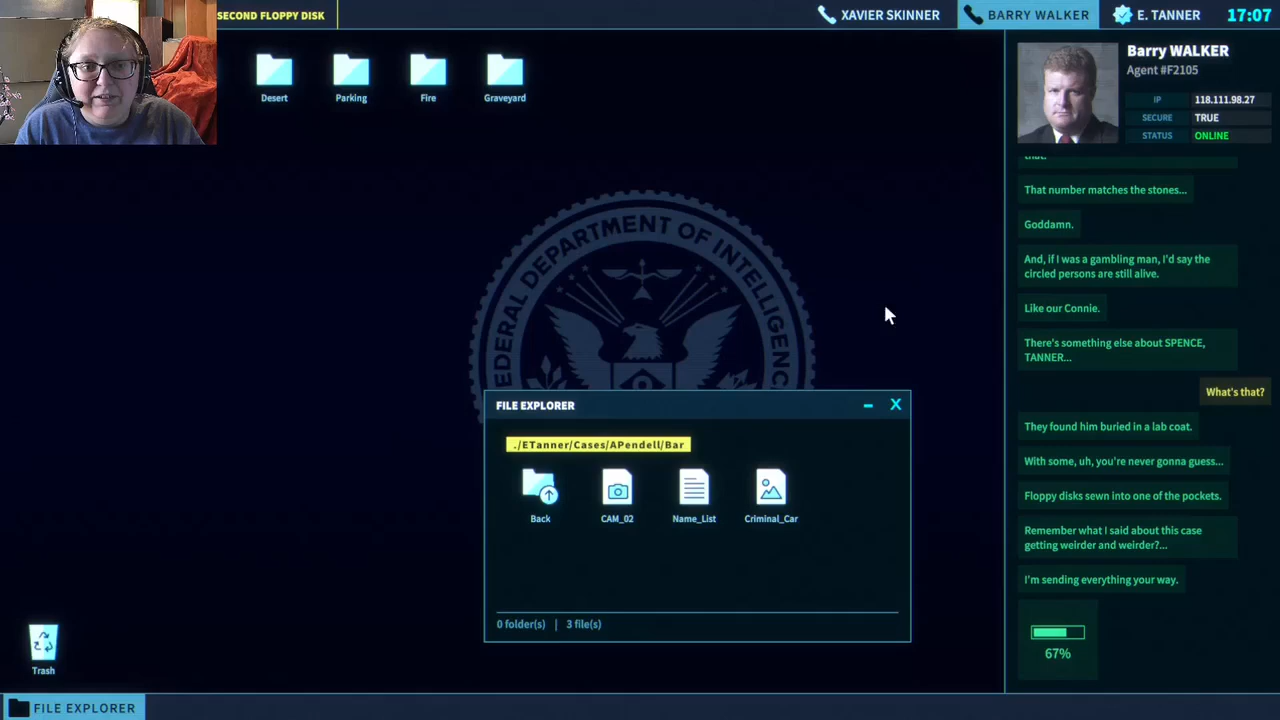 SECOND FLOPPY DISK
XAVIER SKINNER
BARRY WALKER
E. TANNER
17:07
Desert
Parking
Fire
Graveyard
FEDERAL DEPARTMENT OF INTELLIGENC
Barry WALKER
Agent #F2105
IP 118.111.98.27
SECURE TRUE
STATUS ONLINE
that.
That number matches the stones...
Goddamn.
And, if I was a gambling man, I'd say the
circled persons are still alive.
Like our Connie.
There's something else about SPENCE,
TANNER...
What's that?
They found him buried in a lab coat.
With some, uh, you're never gonna guess...
Floppy disks sewn into one of the pockets.
Remember what I said about this case
getting weirder and weirder?...
I'm sending everything your way.
67%
FILE EXPLORER
– X
./ETanner/Cases/APendell/Bar
Back
CAM_02
Name_List
Criminal_Car
0 folder(s) | 3 file(s)
Trash
FILE EXPLORER